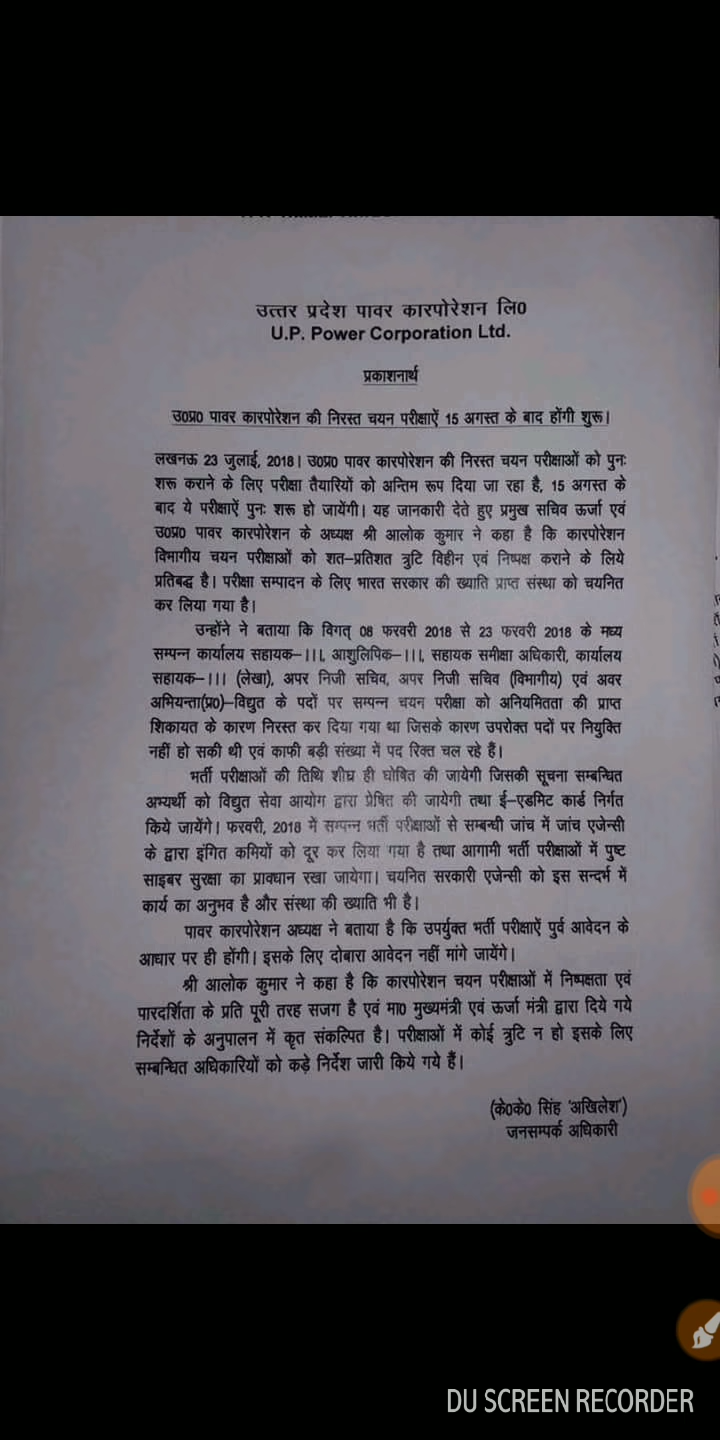 उत्तर प्रदेश पावर कारपोरेशन लि0
U.P. Power Corporation Ltd.
प्रकाशनार्थ
उ0प्र0 पावर कारपोरेशन की निरस्त चयन परीक्षाऐं 15 अगस्त के बाद होंगी शुरू।
लखनऊ 23 जुलाई, 2018। उ0प्र0 पावर कारपोरेशन की निरस्त चयन परीक्षाओं को पुनः
शरू कराने के लिए परीक्षा तैयारियों को अन्तिम रूप दिया जा रहा है, 15 अगस्त के
बाद ये परीक्षाऐं पुनः शरू हो जायेंगी। यह जानकारी देते हुए प्रमुख सचिव ऊर्जा एवं
उ0प्र0 पावर कारपोरेशन के अध्यक्ष श्री आलोक कुमार ने कहा है कि कारपोरेशन
विभागीय चयन परीक्षाओं को शत–प्रतिशत त्रुटि विहीन एवं निष्पक्ष कराने के लिये
प्रतिबद्ध है। परीक्षा सम्पादन के लिए भारत सरकार की ख्याति प्राप्त संस्था को चयनित
कर लिया गया है।
उन्होंने ने बताया कि विगत् 08 फरवरी 2018 से 23 फरवरी 2018 के मध्य
सम्पन्न कार्यालय सहायक–।।।, आशुलिपिक–।।।, सहायक समीक्षा अधिकारी, कार्यालय
सहायक–।।। (लेखा), अपर निजी सचिव, अपर निजी सचिव (विभागीय) एवं अवर
अभियन्ता(प्र0)–विद्युत के पदों पर सम्पन्न चयन परीक्षा को अनियमितता की प्राप्त
शिकायत के कारण निरस्त कर दिया गया था जिसके कारण उपरोक्त पदों पर नियुक्ति
नहीं हो सकी थी एवं काफी बड़ी संख्या में पद रिक्त चल रहे हैं।
भर्ती परीक्षाओं की तिथि शीघ्र ही घोषित की जायेगी जिसकी सूचना सम्बन्धित
अभ्यर्थी को विद्युत सेवा आयोग द्वारा प्रेषित की जायेगी तथा ई–एडमिट कार्ड निर्गत
किये जायेंगे। फरवरी, 2018 में सम्पन्न भर्ती परीक्षाओं से सम्बन्धी जांच में जांच एजेन्सी
के द्वारा इंगित कमियों को दूर कर लिया गया है तथा आगामी भर्ती परीक्षाओं में पुष्ट
साइबर सुरक्षा का प्रावधान रखा जायेगा। चयनित सरकारी एजेन्सी को इस सन्दर्भ में
कार्य का अनुभव है और संस्था की ख्याति भी है।
पावर कारपोरेशन अध्यक्ष ने बताया है कि उपर्युक्त भर्ती परीक्षाऐं पुर्व आवेदन के
आधार पर ही होंगी। इसके लिए दोबारा आवेदन नहीं मांगे जायेंगे।
श्री आलोक कुमार ने कहा है कि कारपोरेशन चयन परीक्षाओं में निष्पक्षता एवं
पारदर्शिता के प्रति पूरी तरह सजग है एवं मा0 मुख्यमंत्री एवं ऊर्जा मंत्री द्वारा दिये गये
निर्देशों के अनुपालन में कृत संकल्पित है। परीक्षाओं में कोई त्रुटि न हो इसके लिए
सम्बन्धित अधिकारियों को कड़े निर्देश जारी किये गये हैं।
(के0के0 सिंह 'अखिलेश')
जनसम्पर्क अधिकारी
DU SCREEN RECORDER